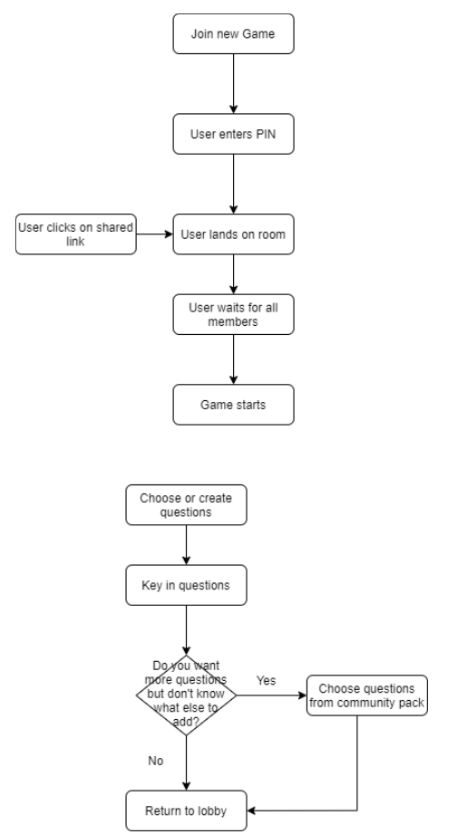 Join new Game
User enters PIN
User clicks on shared
link
User lands on room
User waits for all
members
Game starts
Choose or create
questions
Key in questions
Do you want
more questions
but don't know
what else to
add?
Yes
Choose questions
from community pack
No
Return to lobby